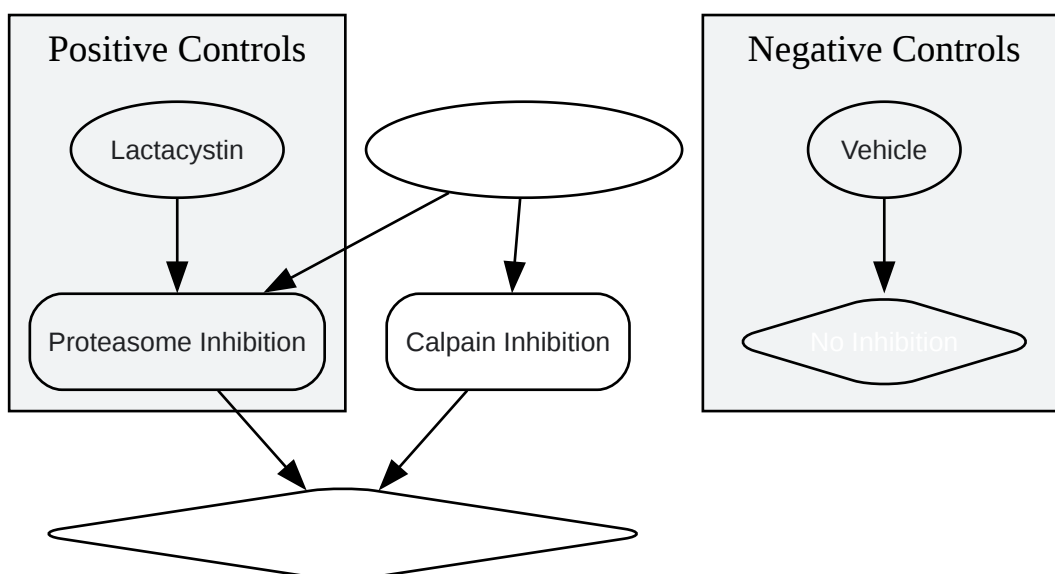 Positive Controls
Negative Controls
Lactacystin
Vehicle
Proteasome Inhibition
Calpain Inhibition
No Inhibition